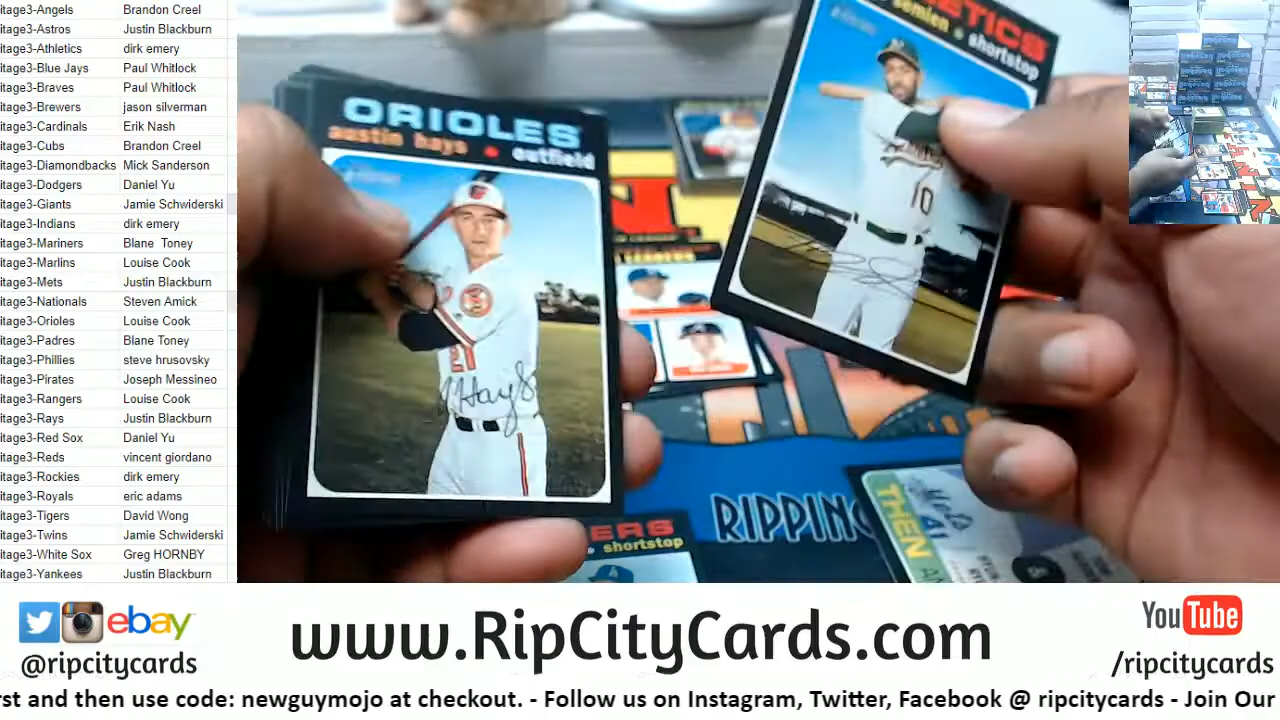 itage3-Angels Brandon Creel
itage3-Astros Justin Blackburn
itage3-Athletics dirk emery
itage3-Blue Jays Paul Whitlock
itage3-Braves Paul Whitlock
itage3-Brewers jason silverman
itage3-Cardinals Erik Nash
itage3-Cubs Brandon Creel
itage3-Diamondbacks Mick Sanderson
itage3-Dodgers Daniel Yu
itage3-Giants Jamie Schwiderski
itage3-Indians dirk emery
itage3-Mariners Blane Toney
itage3-Marlins Louise Cook
itage3-Mets Justin Blackburn
itage3-Nationals Steven Amick
itage3-Orioles Louise Cook
itage3-Padres Blane Toney
itage3-Phillies steve hrusovsky
itage3-Pirates Joseph Messineo
itage3-Rangers Louise Cook
itage3-Rays Justin Blackburn
itage3-Red Sox Daniel Yu
itage3-Reds vincent giordano
itage3-Rockies dirk emery
itage3-Royals eric adams
itage3-Tigers David Wong
itage3-Twins Jamie Schwiderski
itage3-White Sox Greg HORNBY
itage3-Yankees Justin Blackburn
ORIOLES
austin hays • outfield
21
Hays
ETICS
semien • shortstop
10
LEADERS
RIPPING
ERS
shortstop
THEN AN
Mets
ebay
@ripcitycards
www.RipCityCards.com
YouTube
/ripcitycards
rst and then use code: newguymojo at checkout. - Follow us on Instagram, Twitter, Facebook @ ripcitycards - Join Our